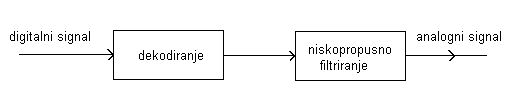 digitalni signal
dekodiranje
niskopropusno
filtriranje
analogni signal